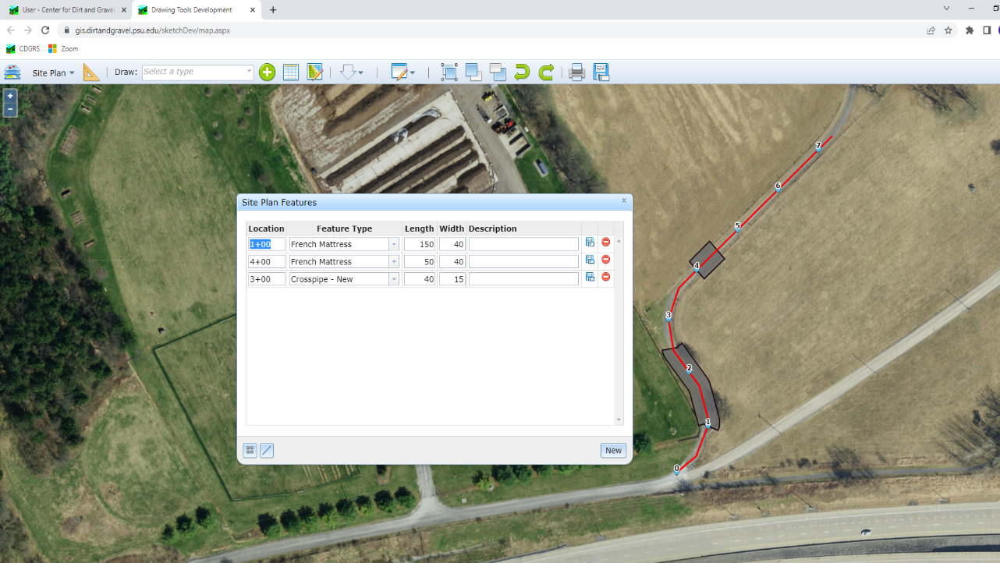 User - Center for Dirt and Gravel
Drawing Tools Development
gis.dirtandgravel.psu.edu/sketchDev/map.aspx
CDGRS Zoom
Site Plan Draw: Select a type
Site Plan Features
Location Feature Type Length Width Description
1+00 French Mattress 150 40
4+00 French Mattress 50 40
3+00 Crosspipe - New 40 15
New
7
6
5
4
3
2
1
0